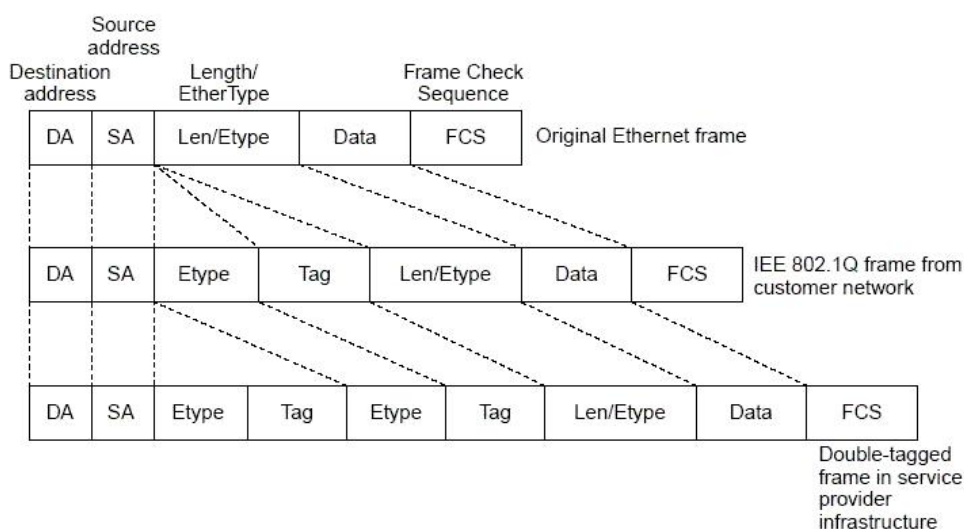 Source
address
Destination
address
Length/
EtherType
Frame Check
Sequence
DA SA Len/Etype Data FCS Original Ethernet frame
DA SA Etype Tag Len/Etype Data FCS
IEE 802.1Q frame from
customer network
DA SA Etype Tag Etype Tag Len/Etype Data FCS
Double-tagged
frame in service
provider
infrastructure